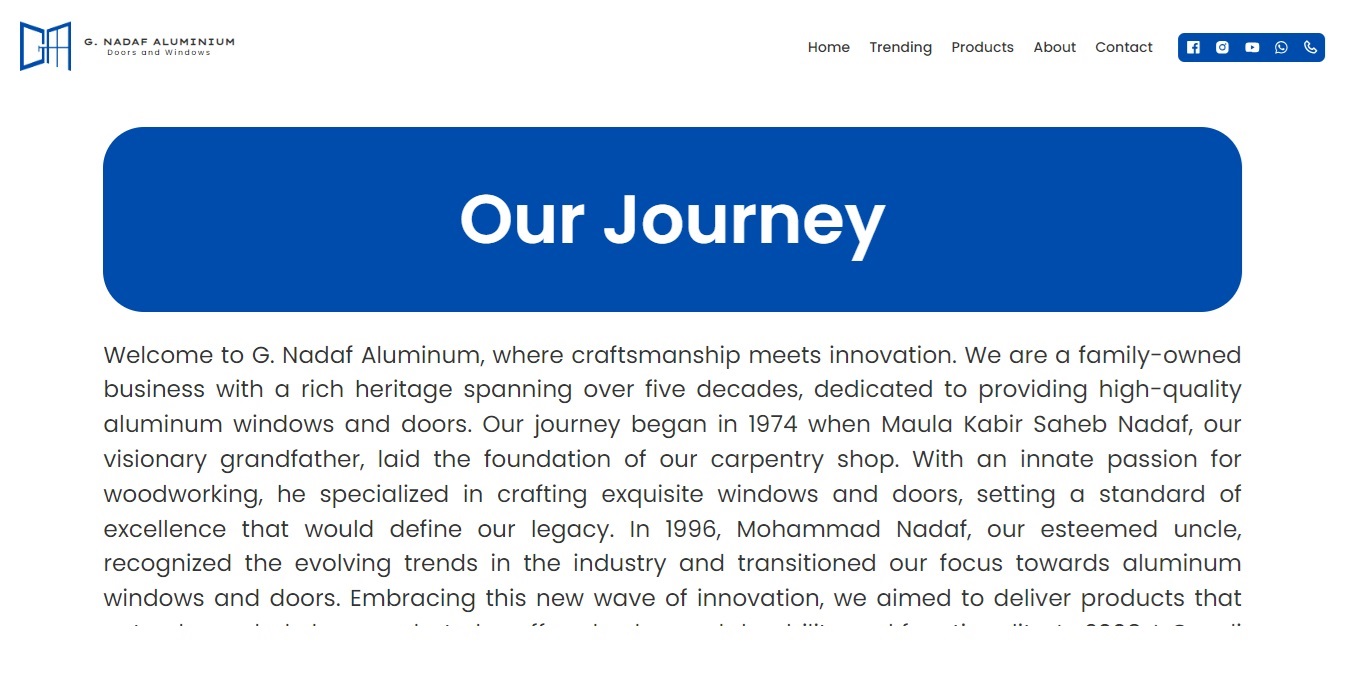 G. NADAF ALUMINIUM
Doors and Windows
Home Trending Products About Contact
Our Journey
Welcome to G. Nadaf Aluminum, where craftsmanship meets innovation. We are a family-owned
business with a rich heritage spanning over five decades, dedicated to providing high-quality
aluminum windows and doors. Our journey began in 1974 when Maula Kabir Saheb Nadaf, our
visionary grandfather, laid the foundation of our carpentry shop. With an innate passion for
woodworking, he specialized in crafting exquisite windows and doors, setting a standard of
excellence that would define our legacy. In 1996, Mohammad Nadaf, our esteemed uncle,
recognized the evolving trends in the industry and transitioned our focus towards aluminum
windows and doors. Embracing this new wave of innovation, we aimed to deliver products that